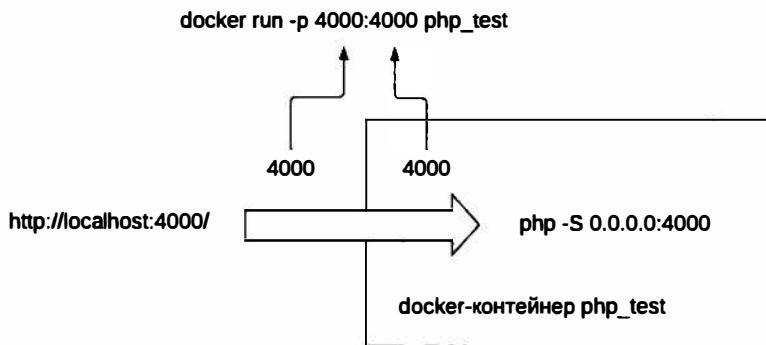 docker run -p 4000:4000 php_test
4000
4000
http://localhost:4000/
php -S 0.0.0.0:4000
docker-контейнер php_test